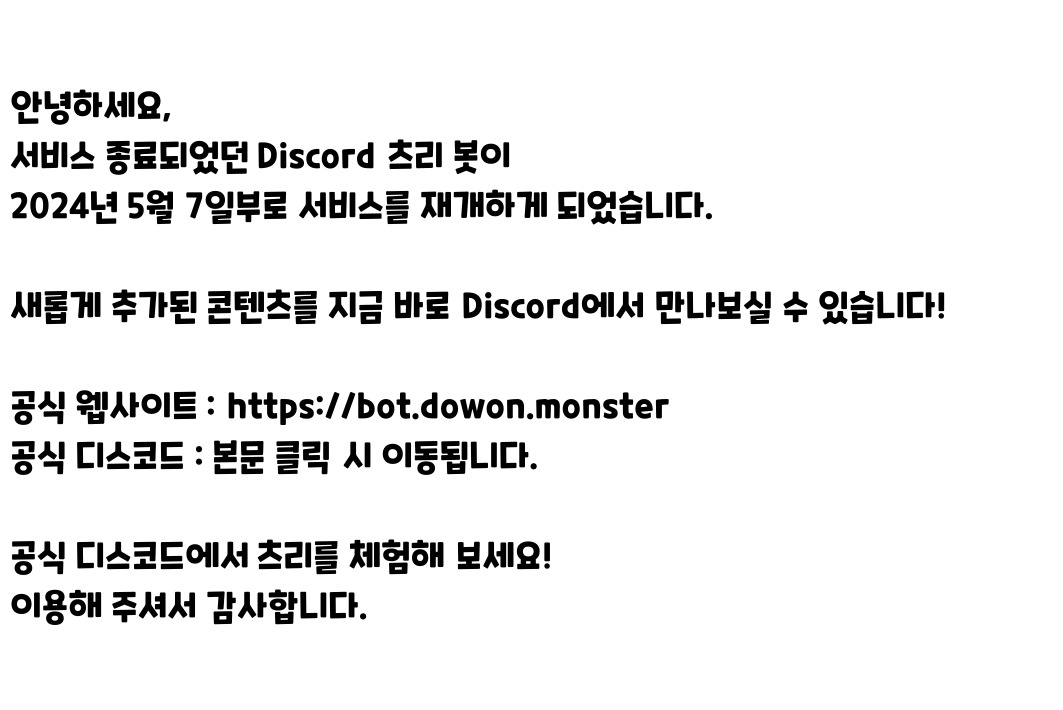 안녕하세요,
서비스 종료되었던 Discord 츠리 봇이
2024년 5월 7일부로 서비스를 재개하게 되었습니다.
새롭게 추가된 콘텐츠를 지금 바로 Discord에서 만나보실 수 있습니다!
공식 웹사이트 : https://bot.dowon.monster
공식 디스코드 : 본문 클릭 시 이동됩니다.
공식 디스코드에서 츠리를 체험해 보세요!
이용해 주셔서 감사합니다.